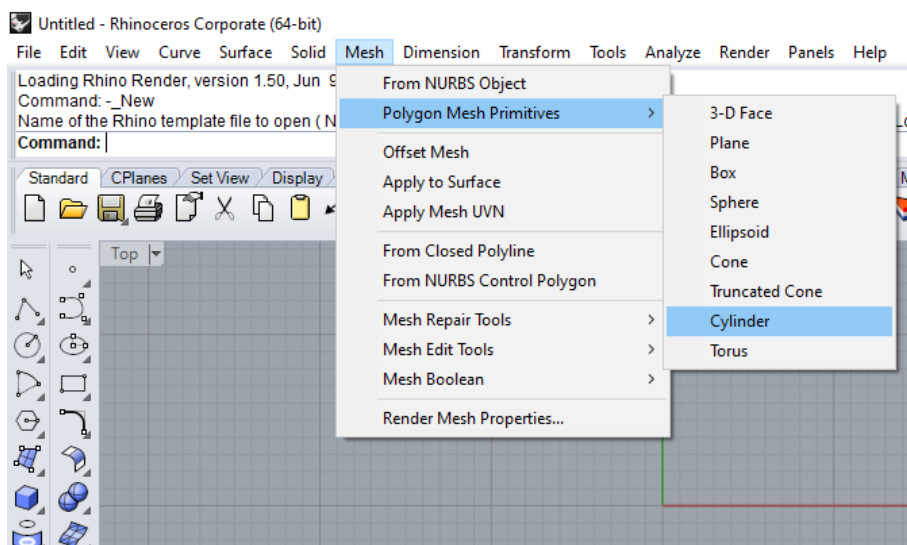 Untitled - Rhinoceros Corporate (64-bit)
File Edit View Curve Surface Solid Mesh Dimension Transform Tools Analyze Render Panels Help
Loading Rhino Render, version 1.50, Jun 9
Command: -_New
Name of the Rhino template file to open ( N
Command:
Standard CPlanes Set View Display
Top
From NURBS Object
Polygon Mesh Primitives
Offset Mesh
Apply to Surface
Apply Mesh UVN
From Closed Polyline
From NURBS Control Polygon
Mesh Repair Tools
Mesh Edit Tools
Mesh Boolean
Render Mesh Properties...
3-D Face
Plane
Box
Sphere
Ellipsoid
Cone
Truncated Cone
Cylinder
Torus